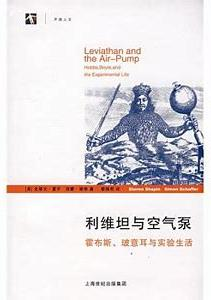 Leviathan and
the Air-Pump
Hobbes, Boyle, and
the Experimental Life
Steven Shapin Simon Schaffer
利维坦与空气泵
霍布斯、玻意耳与实验生活
上海世纪出版集团